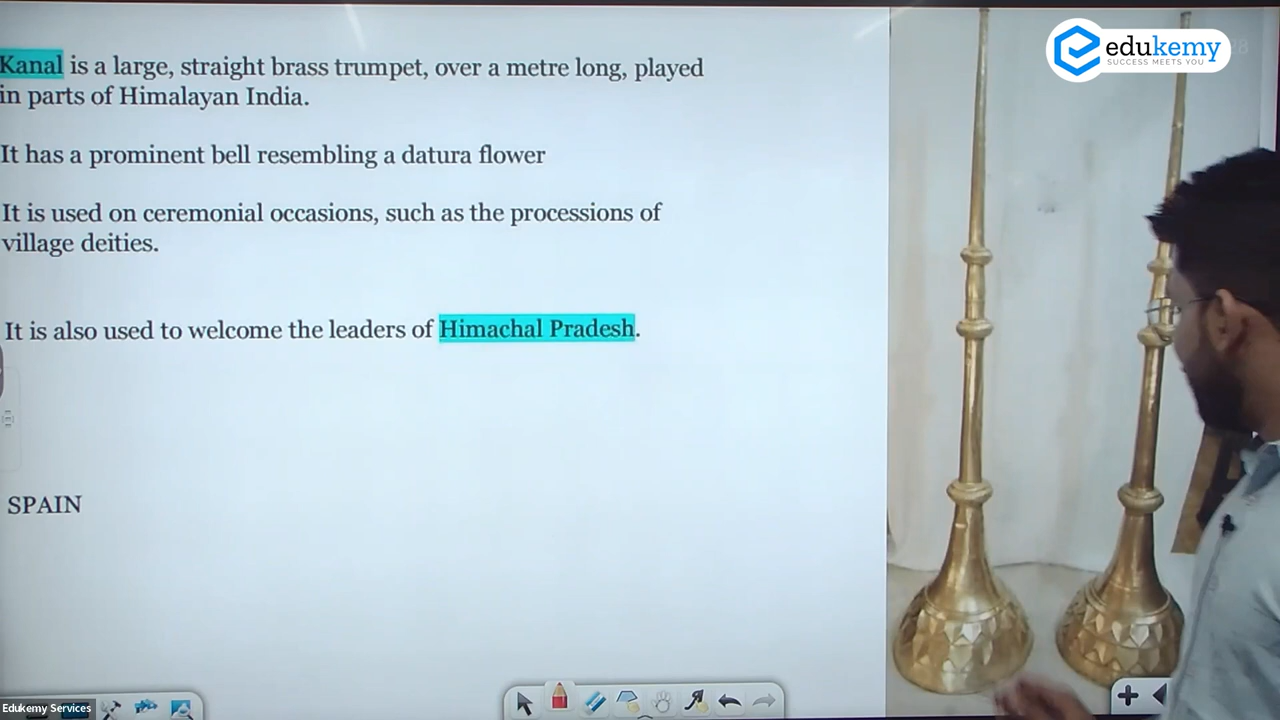 edukemy
SUCCESS MEETS YOU
Kanal is a large, straight brass trumpet, over a metre long, played
in parts of Himalayan India.
It has a prominent bell resembling a datura flower
It is used on ceremonial occasions, such as the processions of
village deities.
It is also used to welcome the leaders of Himachal Pradesh.
SPAIN
Edukemy Services